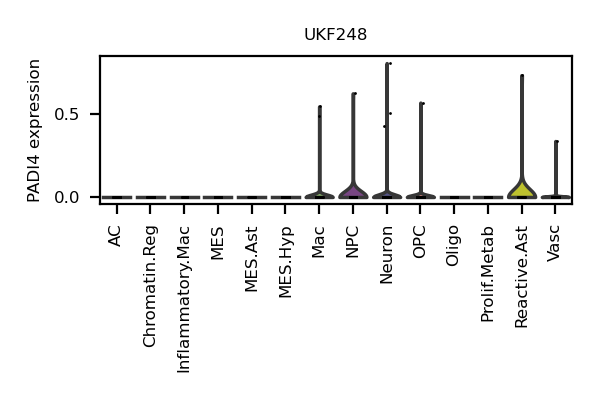 UKF248
PADI4 expression
0.5
0.0
AC
Chromatin.Reg
Inflammatory.Mac
MES
MES.Ast
MES.Hyp
Mac
NPC
Neuron
OPC
Oligo
Prolif.Metab
Reactive.Ast
Vasc